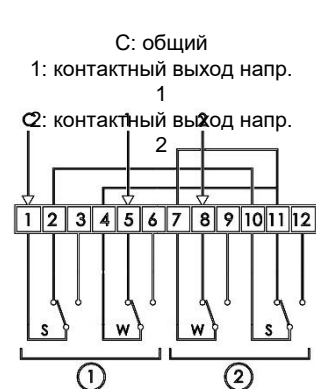 C: общий
1: контактный выход напр.
1
2: контактный выход напр.
2
C 1 2
1 2 3 4 5 6 7 8 9 10 11 12
S W W S
1 2